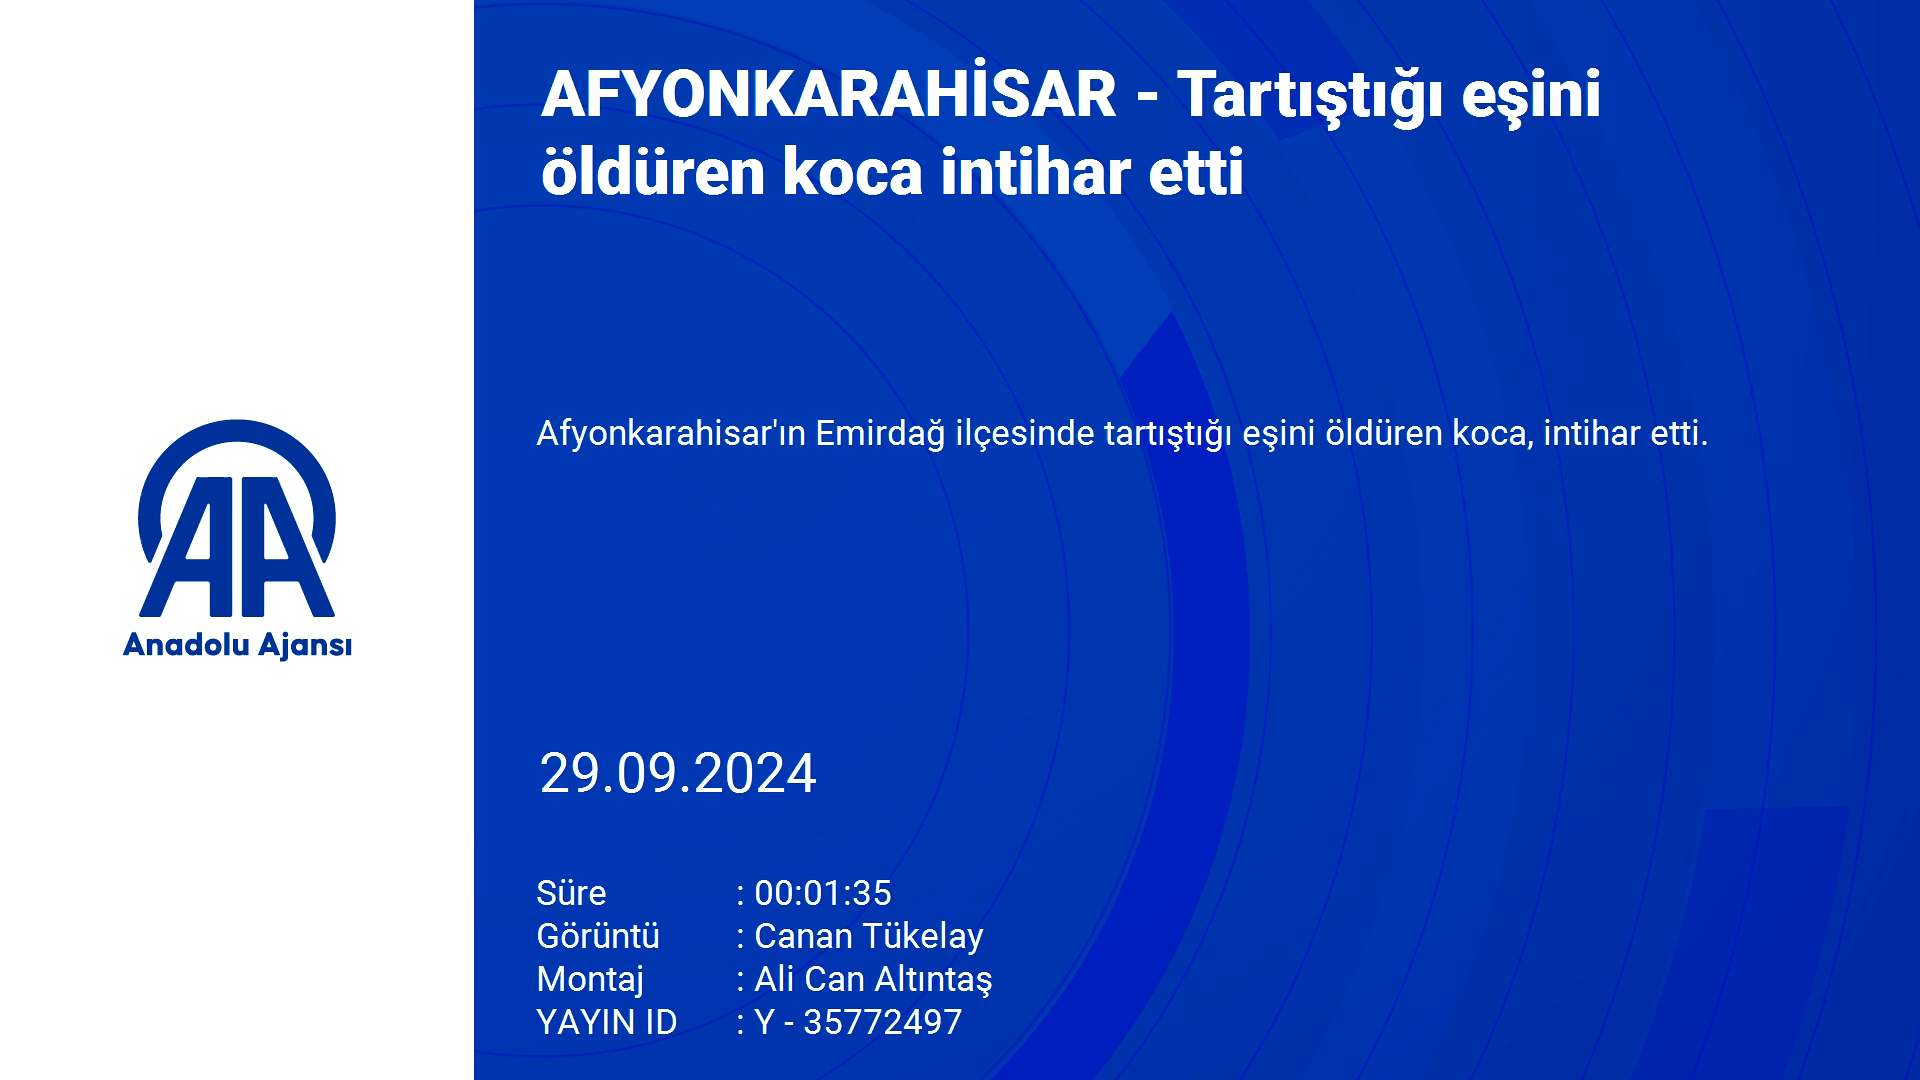 AFYONKARAHİSAR - Tartıştığı eşini
öldüren koca intihar etti
Afyonkarahisar'ın Emirdağ ilçesinde tartıştığı eşini öldüren koca, intihar etti.
AA
Anadolu Ajansı
29.09.2024
Süre : 00:01:35
Görüntü : Canan Tükelay
Montaj : Ali Can Altıntaş
YAYIN ID : Y - 35772497